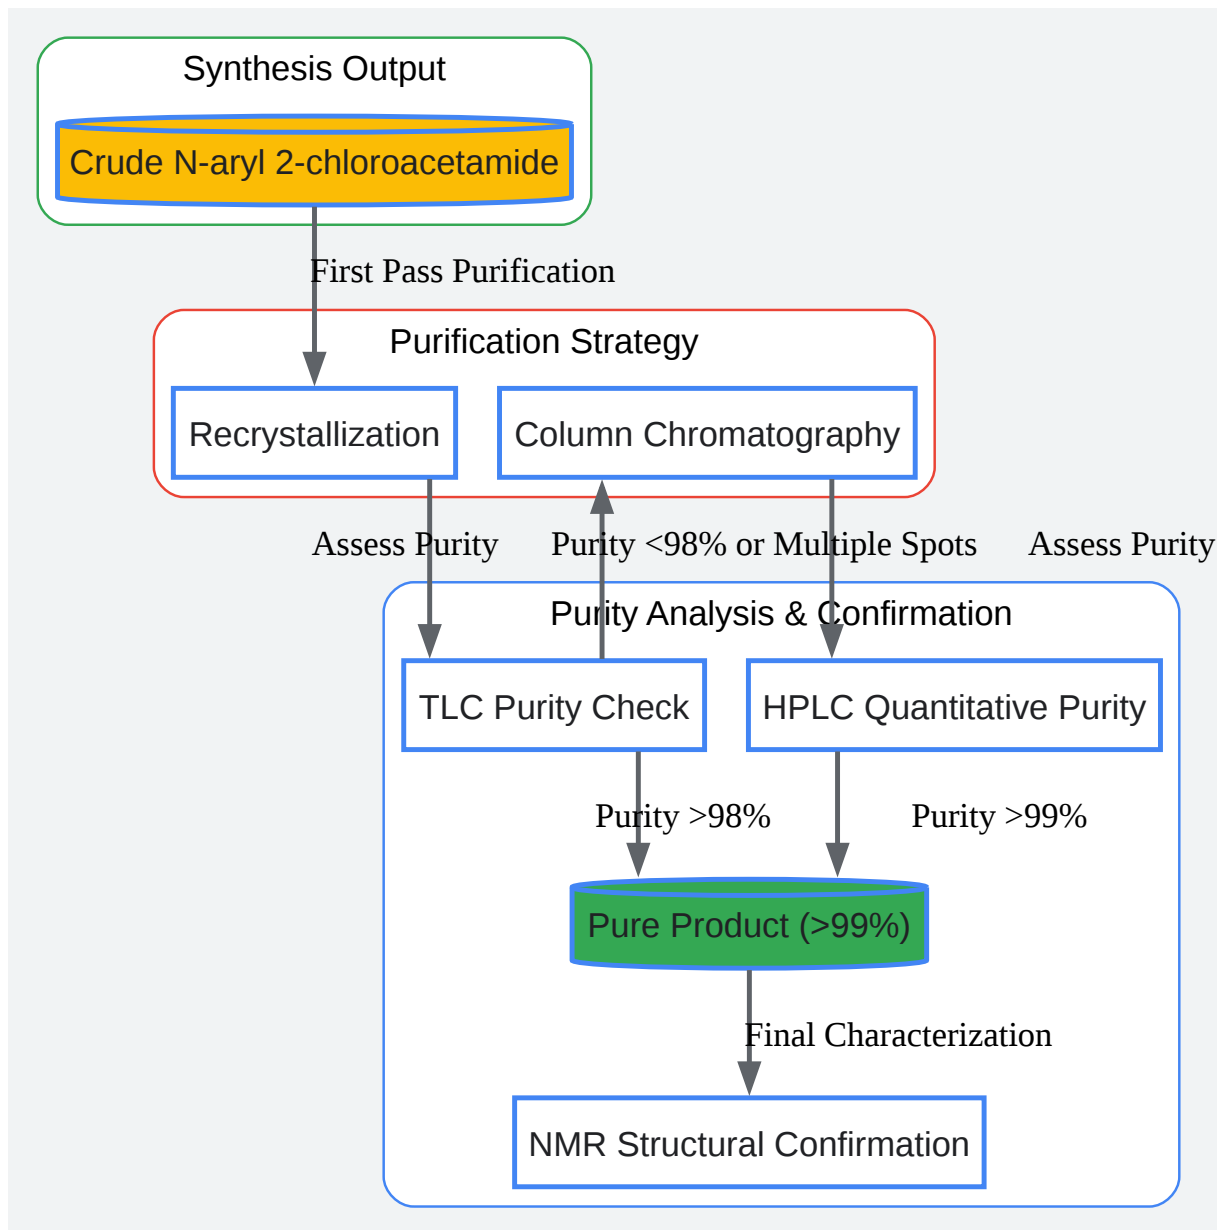 Synthesis Output
Crude N-aryl 2-chloroacetamide
First Pass Purification
Purification Strategy
Recrystallization
Column Chromatography
Assess Purity
Purity <98% or Multiple Spots
Assess Purity
Purity Analysis & Confirmation
TLC Purity Check
HPLC Quantitative Purity
Purity >98%
Purity >99%
Pure Product (>99%)
Final Characterization
NMR Structural Confirmation